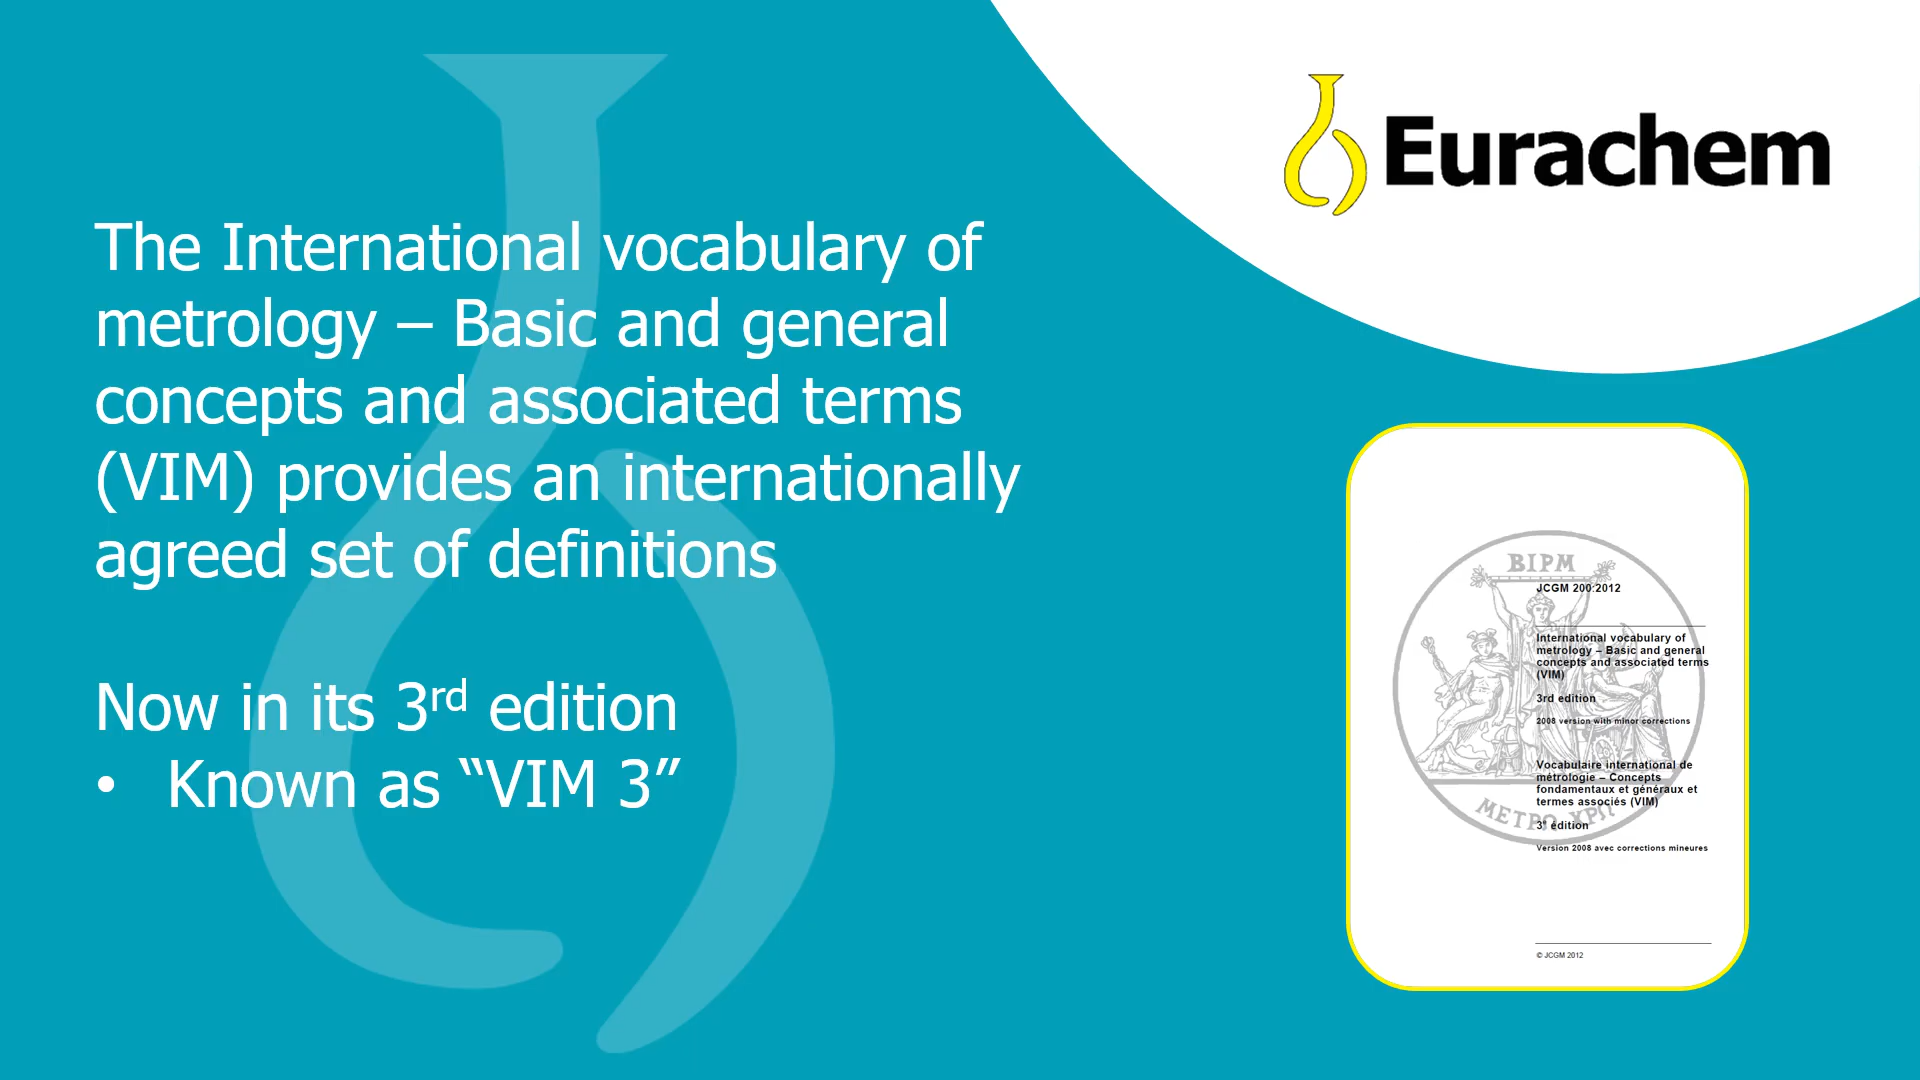 Eurachem
The International vocabulary of
metrology – Basic and general
concepts and associated terms
(VIM) provides an internationally
agreed set of definitions
Now in its 3rd edition
• Known as “VIM 3”
BIPM
JCGM 200:2012
International vocabulary of
metrology – Basic and general
concepts and associated terms
(VIM)
3rd edition
2008 version with minor corrections
Vocabulaire international de
métrologie – Concepts
fondamentaux et généraux et
termes associés (VIM)
3e édition
Version 2008 avec corrections mineures
ΜΕΤΡΩ ΧΡΩ
© JCGM 2012